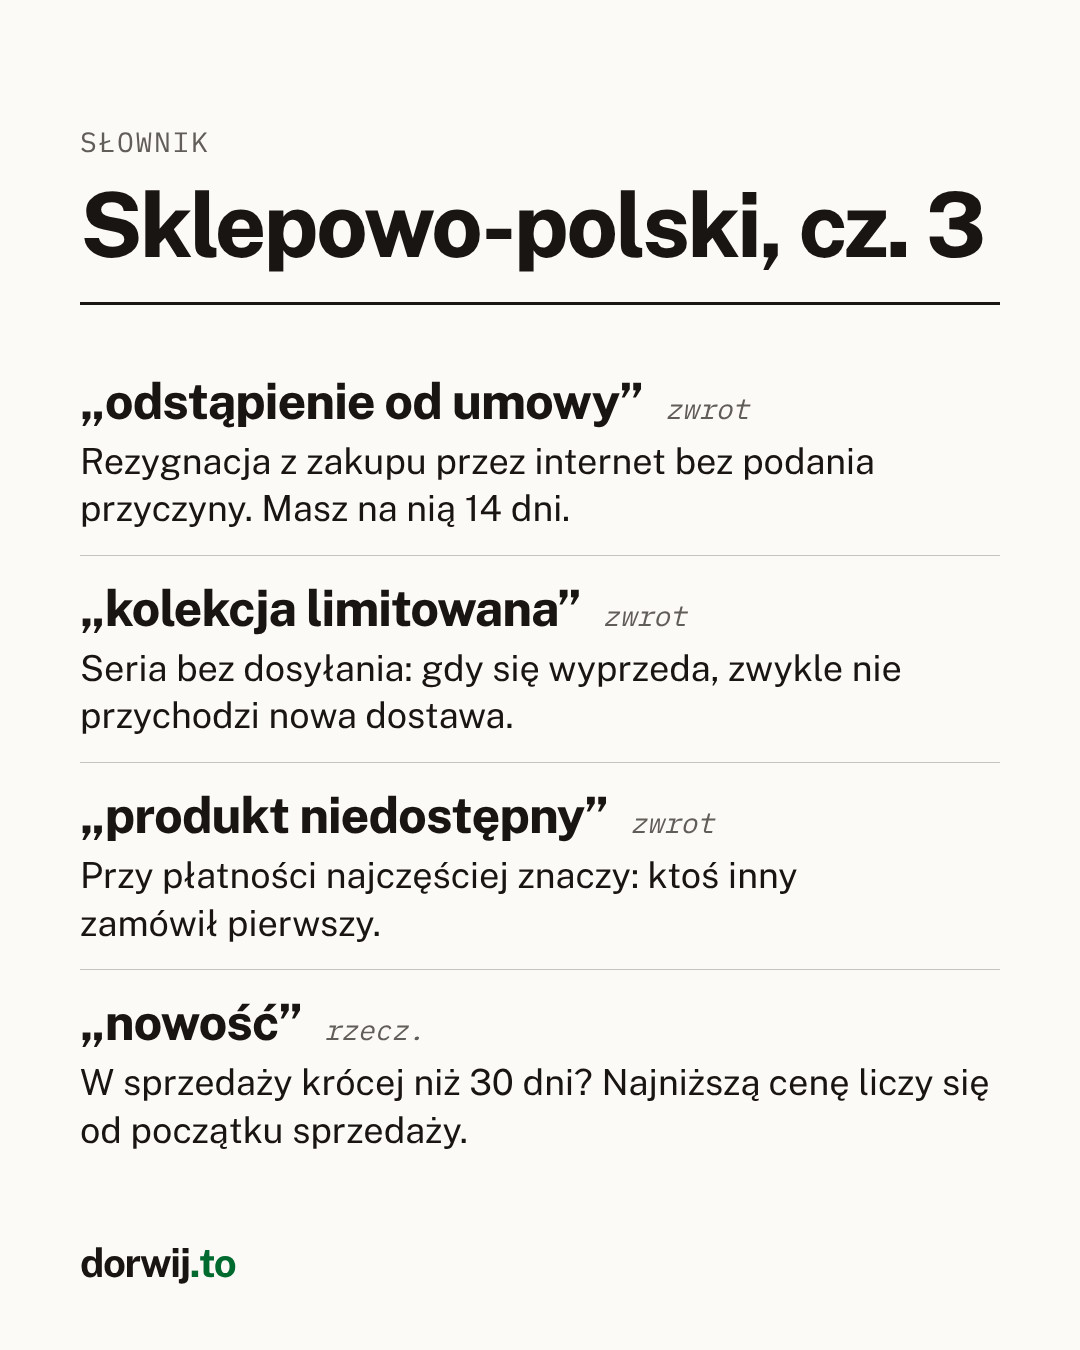 SŁOWNIK
Sklepowo-polski, cz. 3
„odstąpienie od umowy” zwrot
Rezygnacja z zakupu przez internet bez podania
przyczyny. Masz na nią 14 dni.
„kolekcja limitowana” zwrot
Seria bez dosyłania: gdy się wyprzeda, zwykle nie
przychodzi nowa dostawa.
„produkt niedostępny” zwrot
Przy płatności najczęściej znaczy: ktoś inny
zamówił pierwszy.
„nowość” rzecz.
W sprzedaży krócej niż 30 dni? Najniższą cenę liczy się
od początku sprzedaży.
dorwij.to